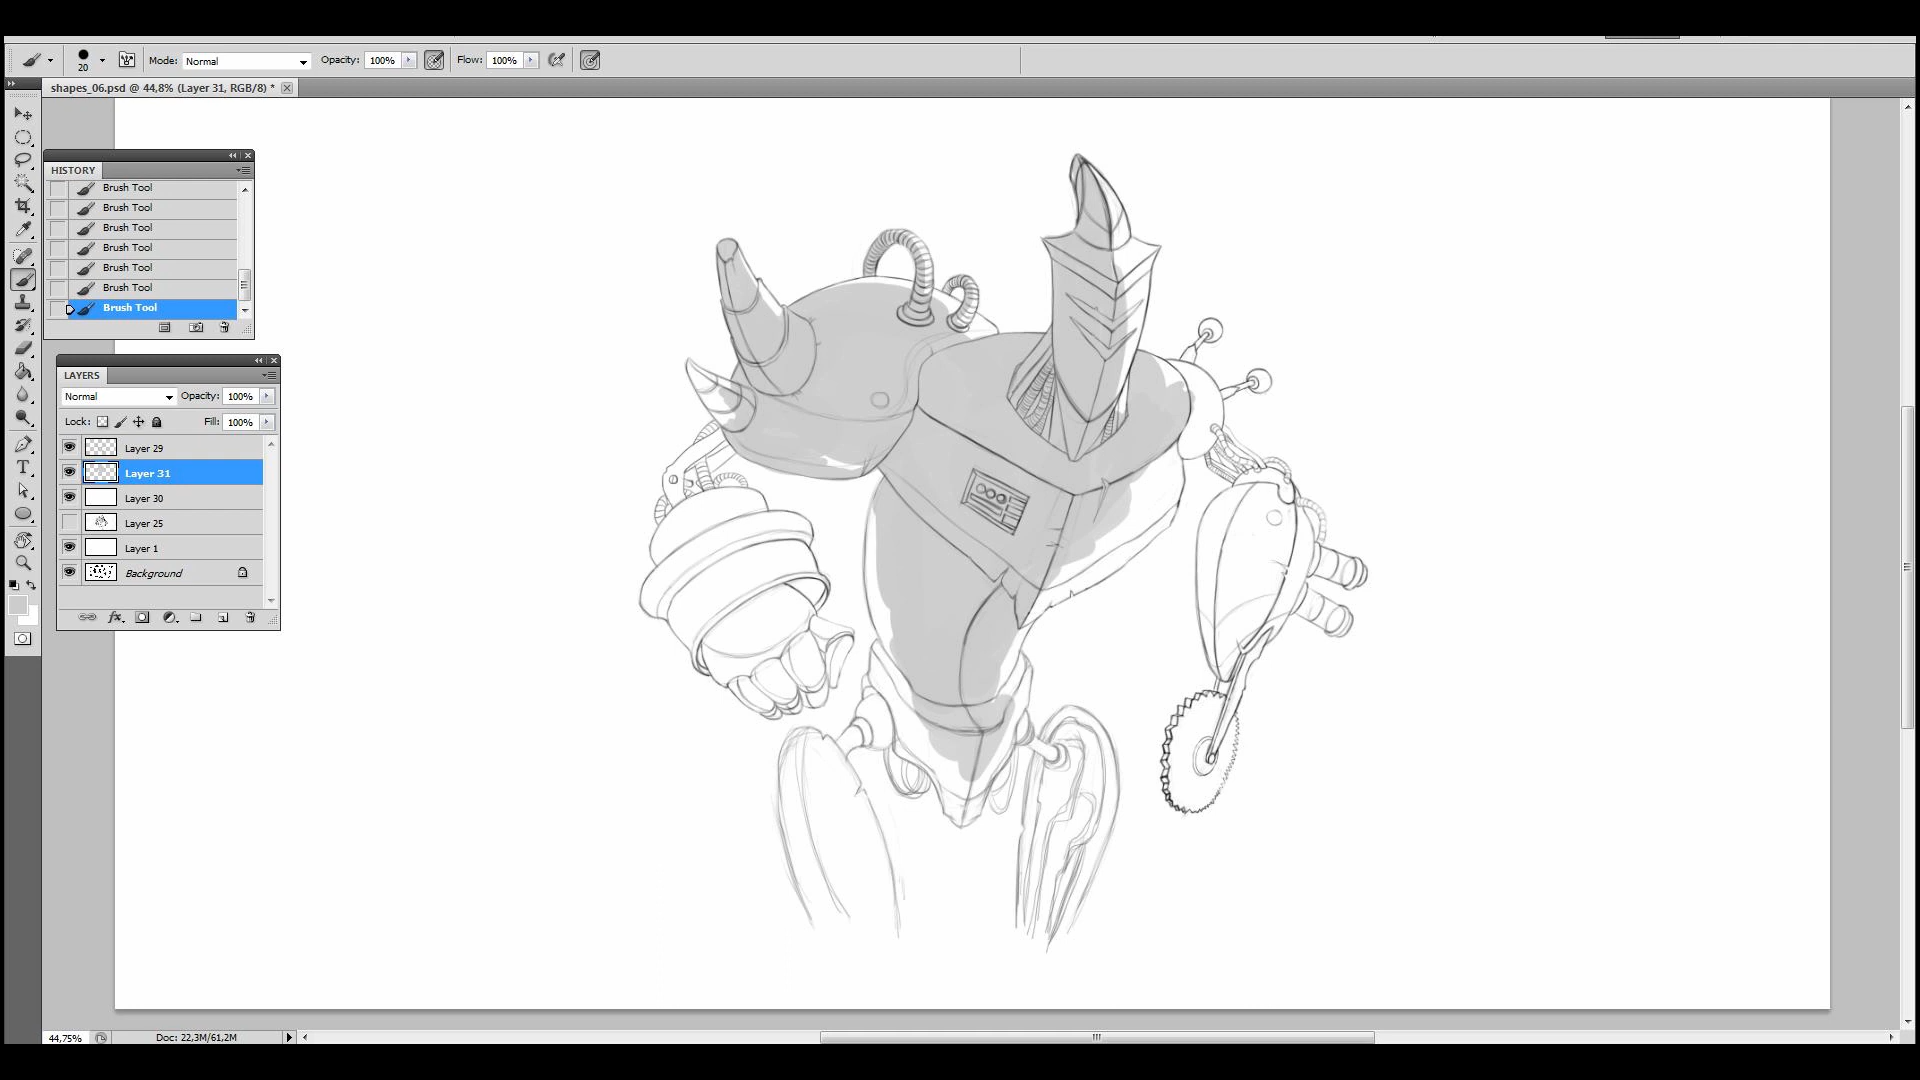 20
Mode: Normal
Opacity: 100%
Flow: 100%
shapes_06.psd @ 44,8% (Layer 31, RGB/8) *
HISTORY
Brush Tool
Brush Tool
Brush Tool
Brush Tool
Brush Tool
Brush Tool
Brush Tool
LAYERS
Normal
Opacity: 100%
Lock:
Fill: 100%
Layer 29
Layer 31
Layer 30
Layer 25
Layer 1
Background
fx
T
44,75%
Doc: 22,3M/61,2M